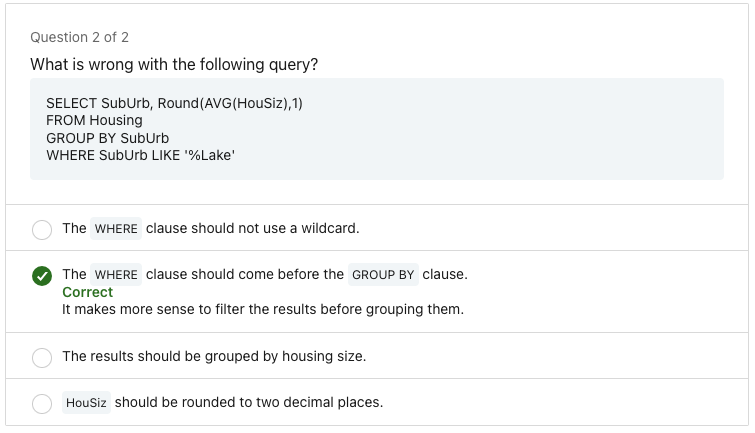 Question 2 of 2
What is wrong with the following query?
SELECT SubUrb, Round(AVG(HouSiz),1)
FROM Housing
GROUP BY SubUrb
WHERE SubUrb LIKE '%Lake'
The WHERE clause should not use a wildcard.
The WHERE clause should come before the GROUP BY clause.
Correct
It makes more sense to filter the results before grouping them.
The results should be grouped by housing size.
HouSiz should be rounded to two decimal places.